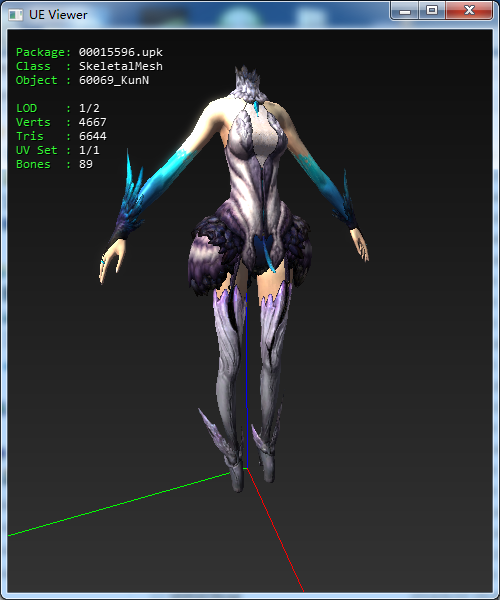 UE Viewer
Package: 00015596.upk
Class  : SkeletalMesh
Object : 60069_KunN
LOD    : 1/2
Verts  : 4667
Tris   : 6644
UV Set : 1/1
Bones  : 89